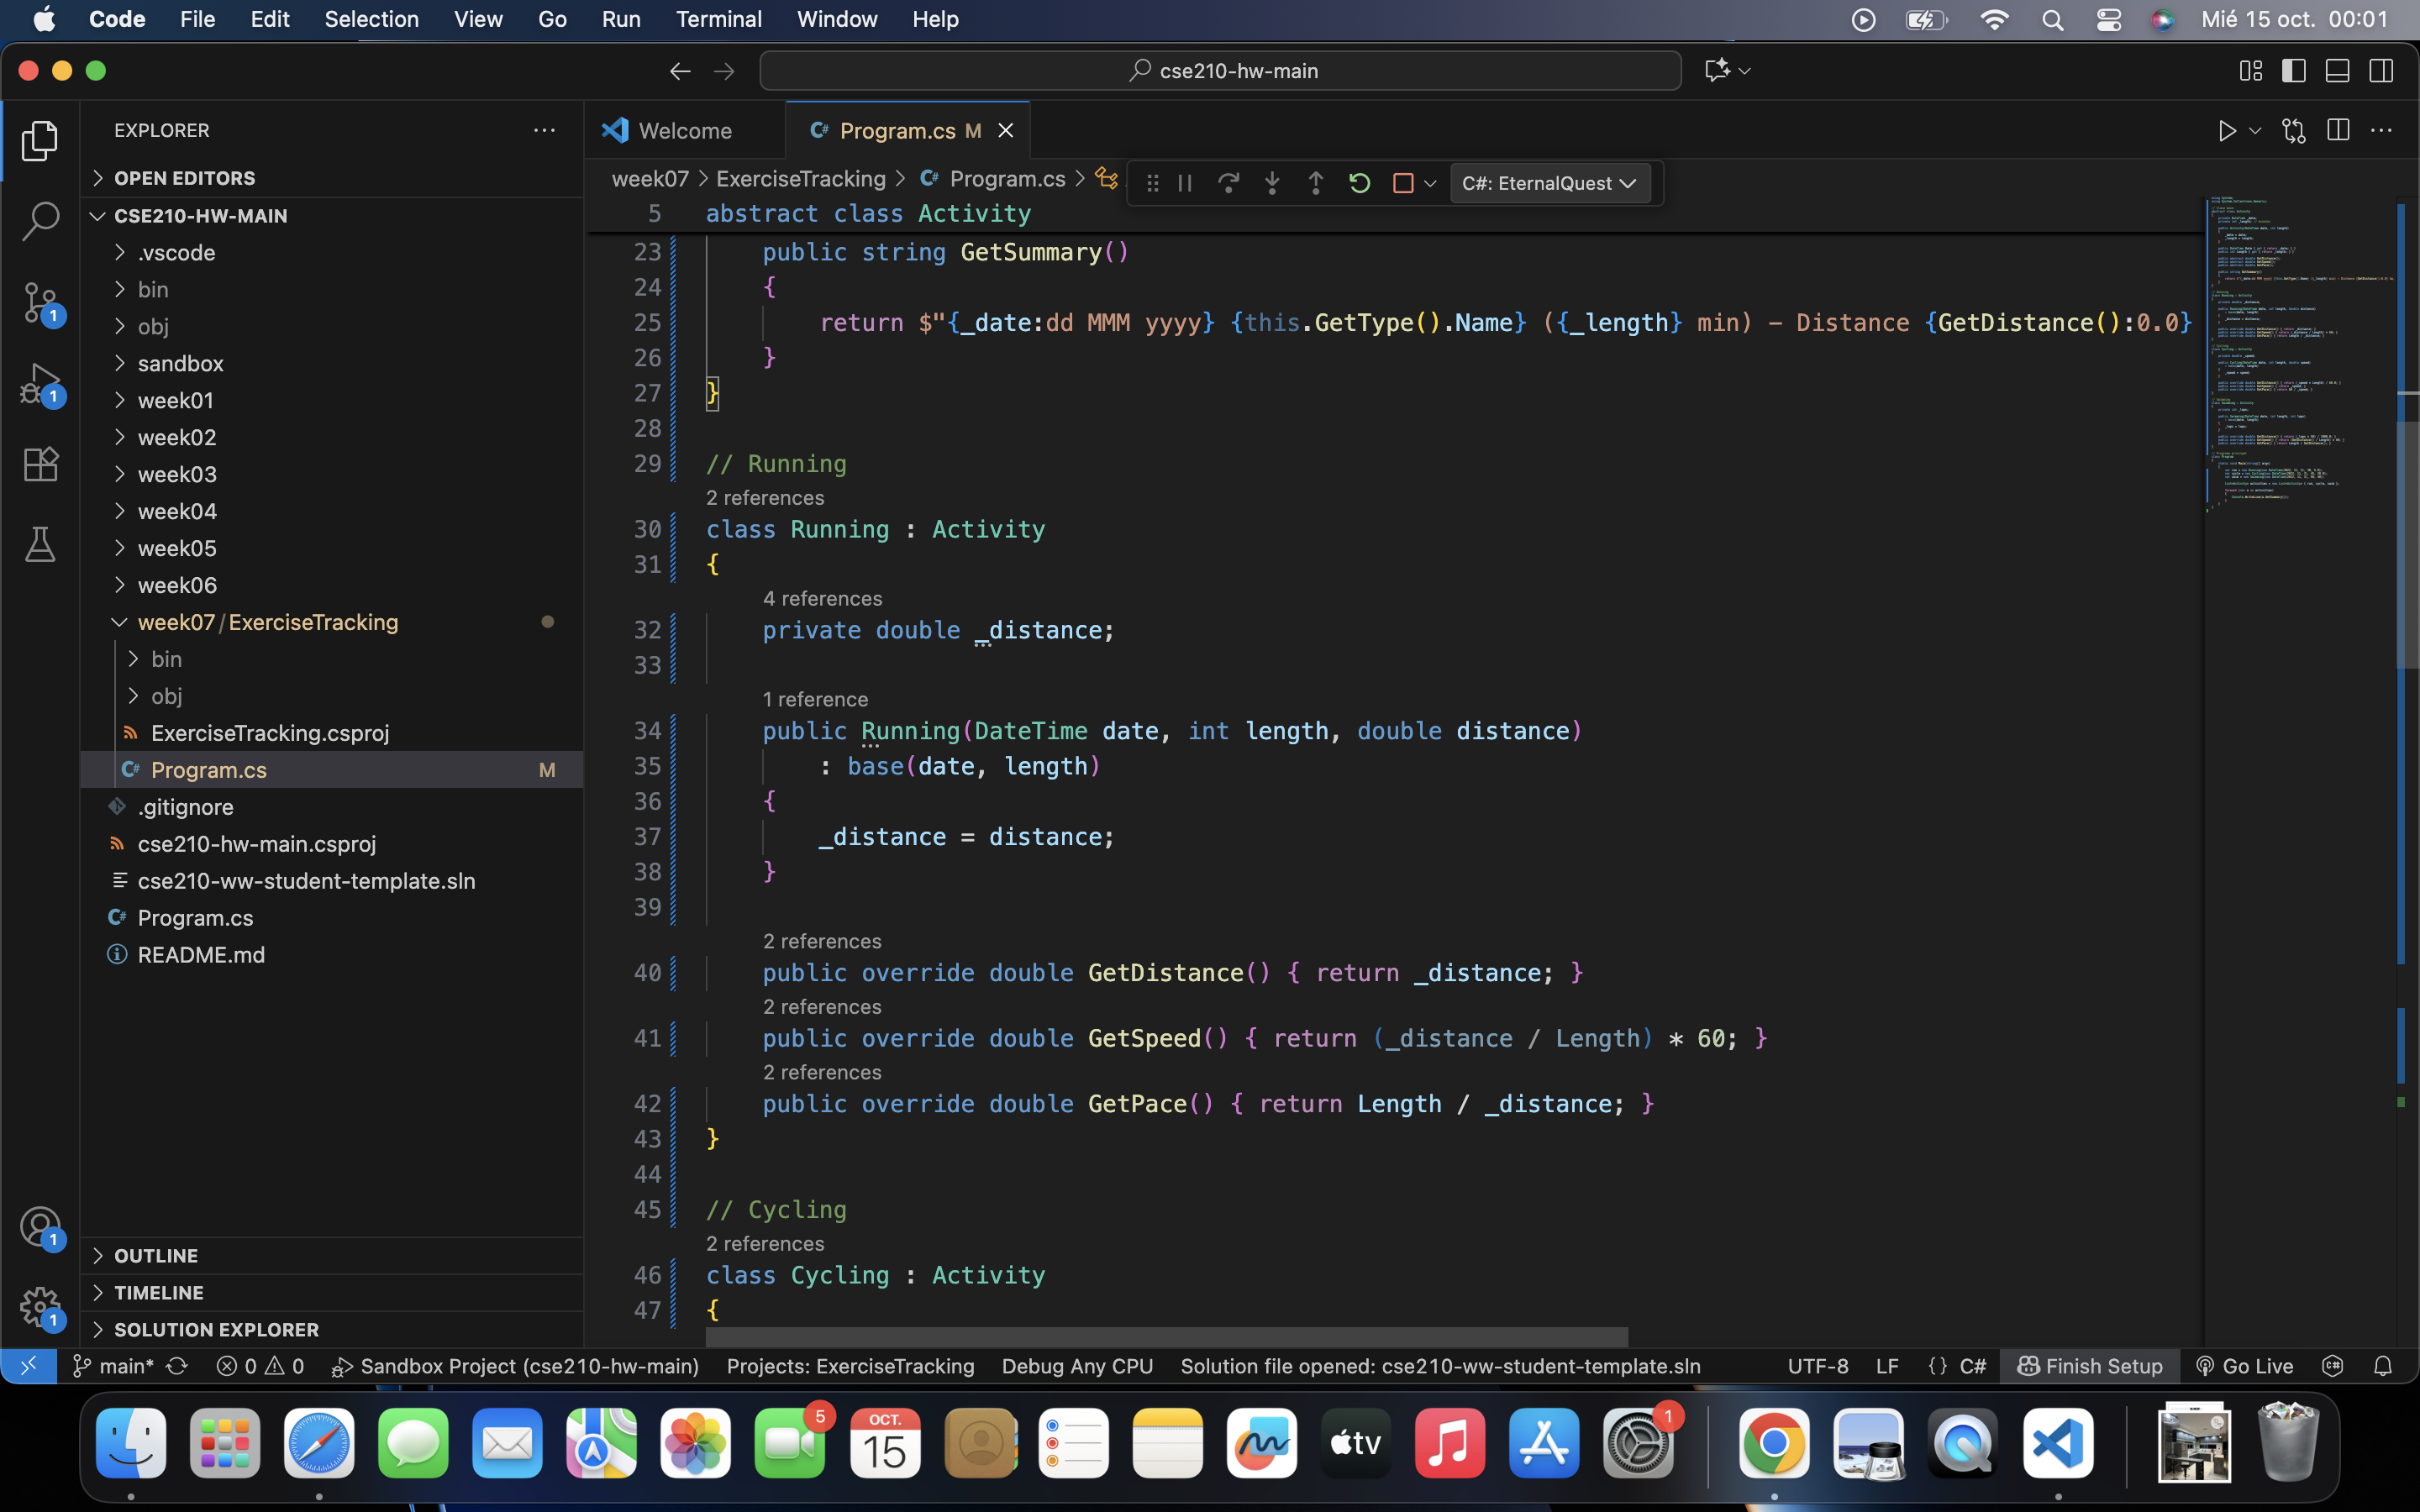 Code File Edit Selection View Go Run Terminal Window Help Mié 15 oct. 00:01
cse210-hw-main
EXPLORER
OPEN EDITORS
CSE210-HW-MAIN
.vscode
bin
obj
sandbox
week01
week02
week03
week04
week05
week06
week07/ExerciseTracking
bin
obj
ExerciseTracking.csproj
Program.cs M
.gitignore
cse210-hw-main.csproj
cse210-ww-student-template.sln
Program.cs
README.md
OUTLINE
TIMELINE
SOLUTION EXPLORER
1
1
1
1
Welcome Program.cs M
week07 > ExerciseTracking > Program.cs >
C#: EternalQuest
5 abstract class Activity
23 public string GetSummary()
24 {
25 return $"{_date:dd MMM yyyy} {this.GetType().Name} ({_length} min) - Distance {GetDistance():0.0}
26 }
27 }
28
29 // Running
2 references
30 class Running : Activity
31 {
4 references
32 private double _distance;
33
1 reference
34 public Running(DateTime date, int length, double distance)
35 : base(date, length)
36 {
37 _distance = distance;
38 }
39
2 references
40 public override double GetDistance() { return _distance; }
2 references
41 public override double GetSpeed() { return (_distance / Length) * 60; }
2 references
42 public override double GetPace() { return Length / _distance; }
43 }
44
45 // Cycling
2 references
46 class Cycling : Activity
47 {
main* 0 0 Sandbox Project (cse210-hw-main) Projects: ExerciseTracking Debug Any CPU Solution file opened: cse210-ww-student-template.sln UTF-8 LF {} C# Finish Setup Go Live
5 OCT. 15 tv 1